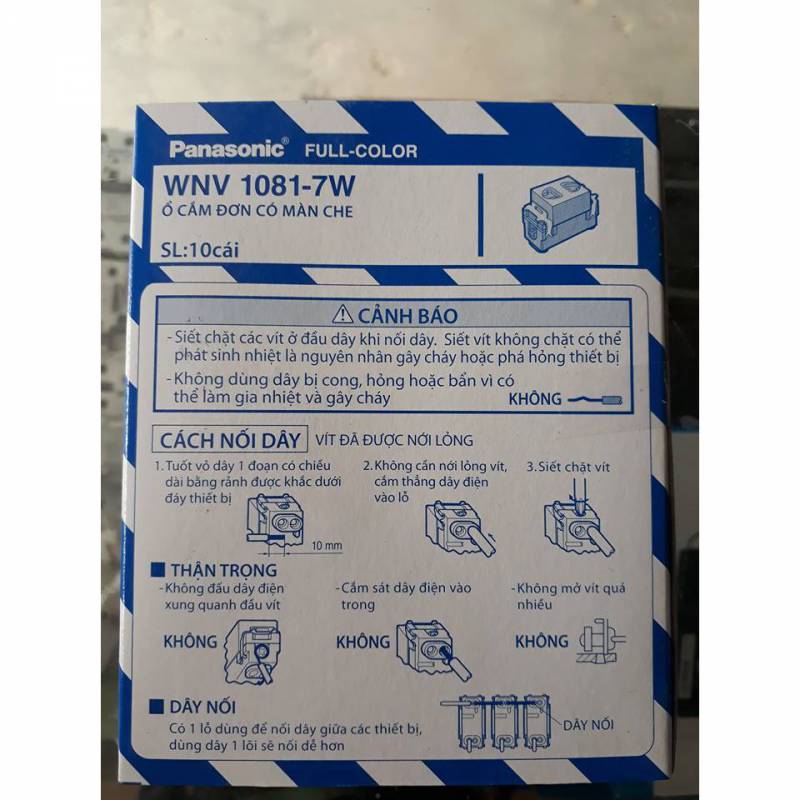 Panasonic® FULL-COLOR
WNV 1081-7W
Ổ CẮM ĐƠN CÓ MÀN CHE
SL:10cái
⚠ CẢNH BÁO
- Siết chặt các vít ở đầu dây khi nối dây. Siết vít không chặt có thể
phát sinh nhiệt là nguyên nhân gây cháy hoặc phá hỏng thiết bị
- Không dùng dây bị cong, hỏng hoặc bẩn vì có
thể làm gia nhiệt và gây cháy
KHÔNG
CÁCH NỐI DÂY VÍT ĐÃ ĐƯỢC NỚI LỎNG
1. Tuốt vỏ dây 1 đoạn có chiều
dài bằng rảnh được khắc dưới
đáy thiết bị
10 mm
2. Không cần nới lỏng vít,
cắm thẳng dây điện
vào lỗ
3. Siết chặt vít
■ THẬN TRỌNG
- Không đấu dây điện
xung quanh đầu vít
KHÔNG
- Cắm sát dây điện vào
trong
KHÔNG
- Không mở vít quá
nhiều
KHÔNG
■ DÂY NỐI
Có 1 lỗ dùng để nối dây giữa các thiết bị,
dùng dây 1 lõi sẽ nối dễ hơn
DÂY NỐI